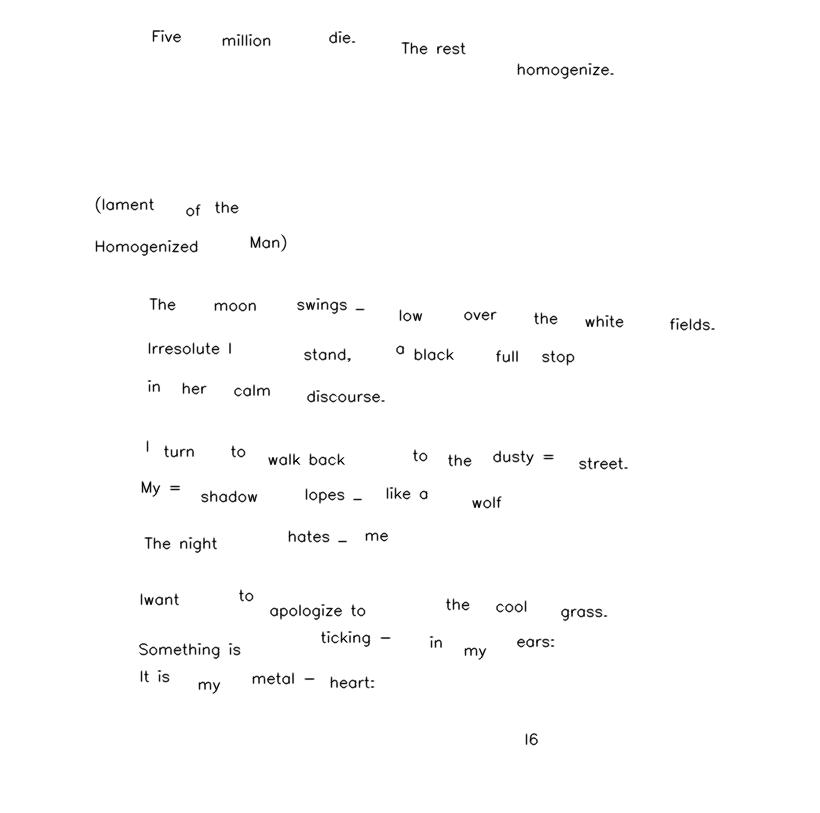 Five million die. The rest
homogenize.
(lament of the
Homogenized Man)
The moon swings _ low over the white fields.
Irresolute I stand, a black full stop
in her calm discourse.
I turn to walk back to the dusty = street.
My = shadow lopes _ like a wolf
The night hates _ me
Iwant to apologize to the cool grass.
Something is ticking – in my ears:
It is my metal – heart:
16